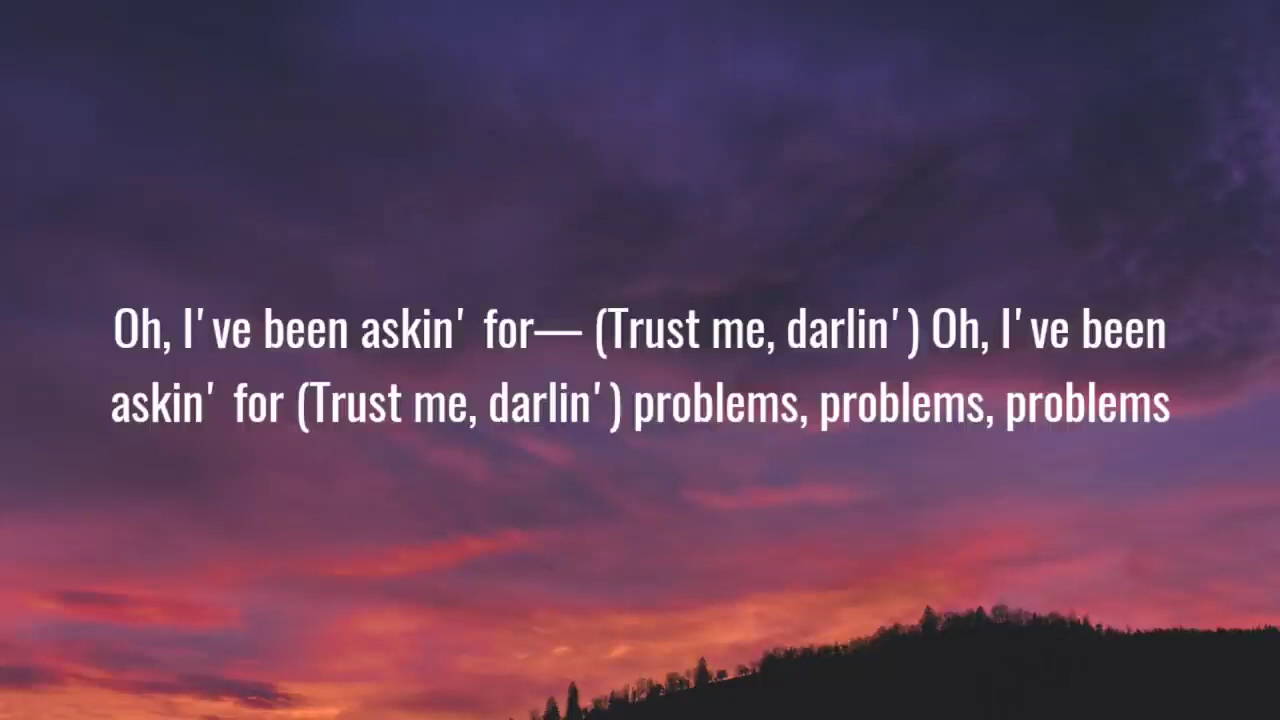 Oh, I've been askin' for— (Trust me, darlin') Oh, I've been
askin' for (Trust me, darlin') problems, problems, problems